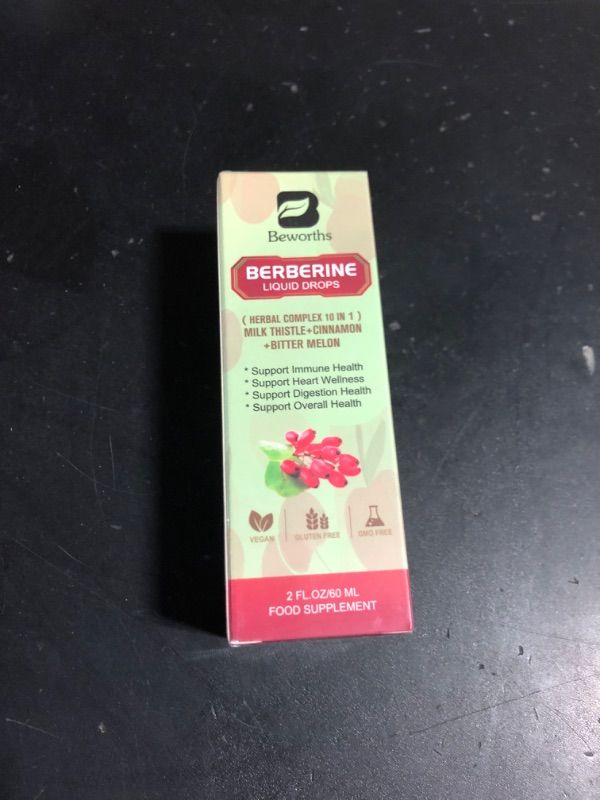 Beworths
BERBERINE
LIQUID DROPS
( HERBAL COMPLEX 10 IN 1 )
MILK THISTLE+CINNAMON
+BITTER MELON
* Support Immune Health
* Support Heart Wellness
* Support Digestion Health
* Support Overall Health
VEGAN
GLUTEN FREE
GMO FREE
2 FL.OZ/60 ML
FOOD SUPPLEMENT